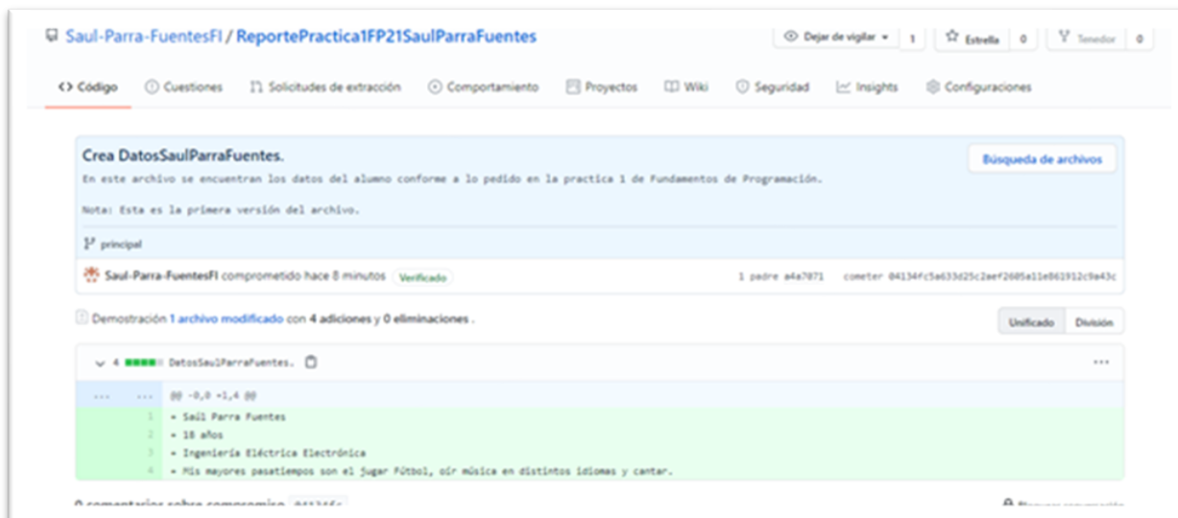 Saul-Parra-FuentesFI / ReportePractica1FP21SaulParraFuentes
Dejar de vigilar 1 Estrella 0 Tenedor 0
<> Código Cuestiones Solicitudes de extracción Comportamiento Proyectos Wiki Seguridad Insights Configuraciones
Crea DatosSaulParraFuentes.
Búsqueda de archivos
En este archivo se encuentran los datos del alumno conforme a lo pedido en la practica 1 de Fundamentos de Programación.
Nota: Esta es la primera versión del archivo.
principal
Saul-Parra-FuentesFI comprometido hace 8 minutos Verificado 1 padre a4a7071 cometer
Demostración 1 archivo modificado con 4 adiciones y 0 eliminaciones .
Unificado División
4 DatosSaulParraFuentes. ...
... ... @@ -0,0 +1,4 @@
1 + Saúl Parra Fuentes
2 + 18 años
3 + Ingeniería Eléctrica Electrónica
4 + Mis mayores pasatiempos son el jugar Fútbol, oír música en distintos idiomas y cantar.
0 comentarios sobre compromiso